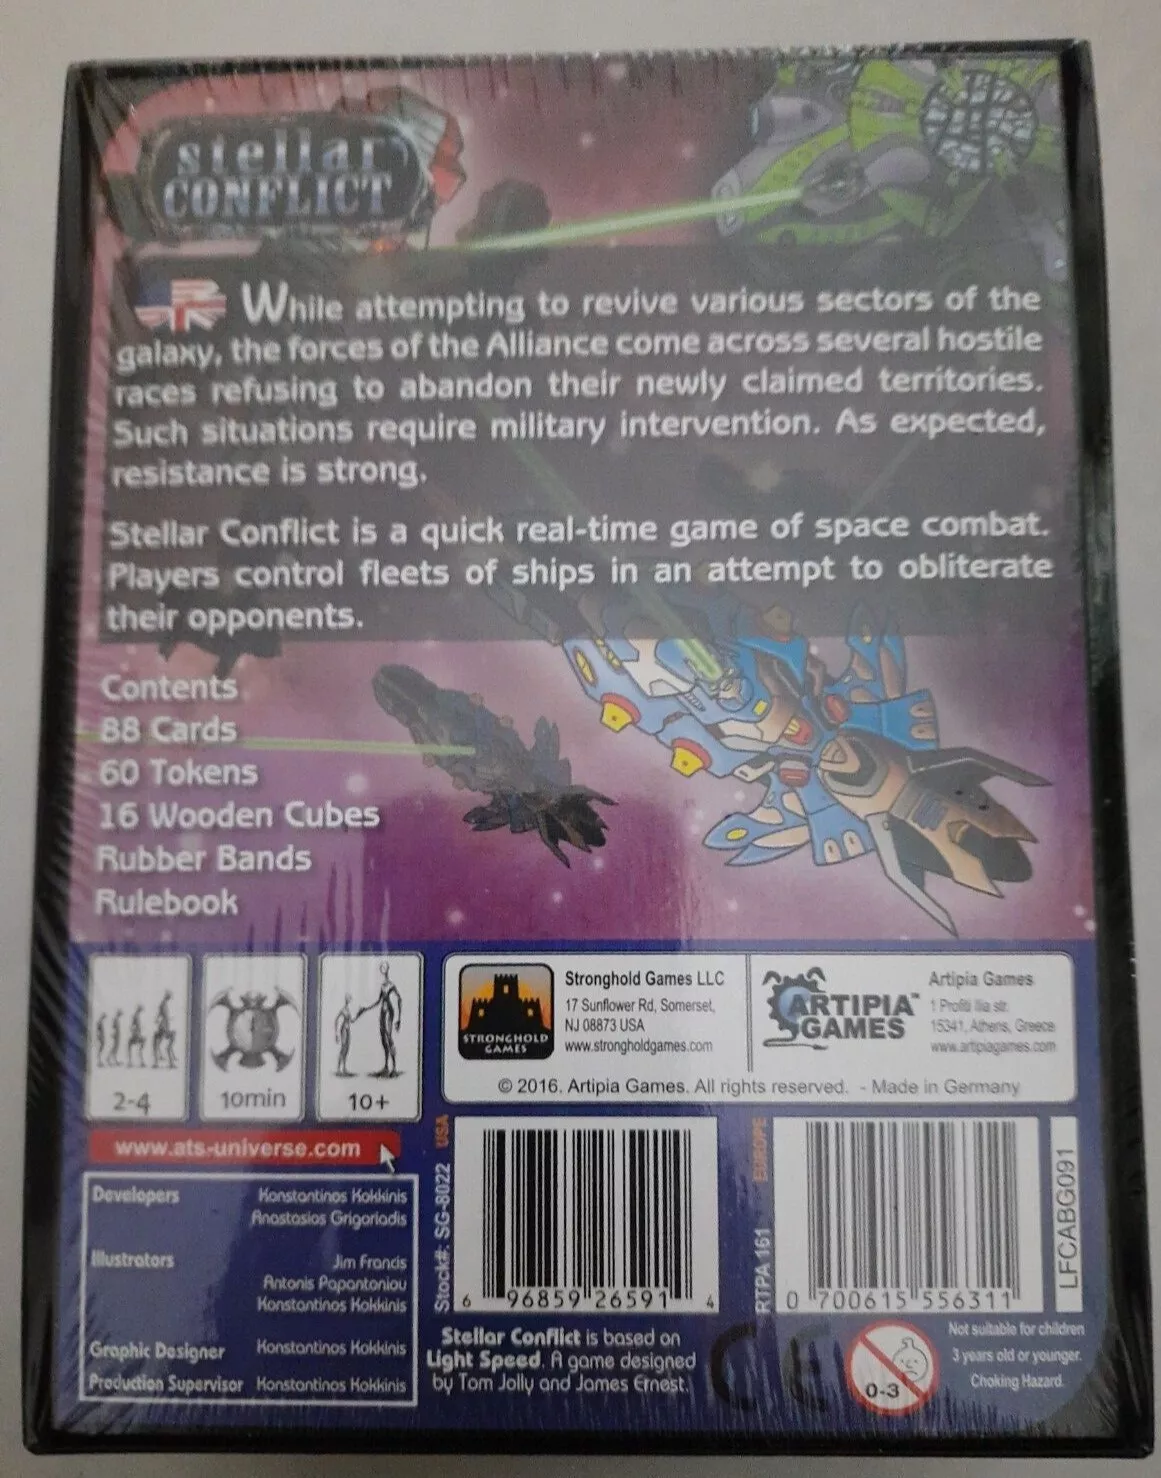 stellar
CONFLICT
While attempting to revive various sectors of the
galaxy, the forces of the Alliance come across several hostile
races refusing to abandon their newly claimed territories.
Such situations require military intervention. As expected,
resistance is strong.
Stellar Conflict is a quick real-time game of space combat.
Players control fleets of ships in an attempt to obliterate
their opponents.
Contents
88 Cards
60 Tokens
16 Wooden Cubes
Rubber Bands
Rulebook
2-4
10min
10+
STRONGHOLD
GAMES
Stronghold Games LLC
17 Sunflower Rd, Somerset,
NJ 08873 USA
www.strongholdgames.com
ARTIPIA™
GAMES
Artipia Games
1 Profiti Ilia str.
15341, Athens, Greece
www.artipiagames.com
© 2016. Artipia Games. All rights reserved. - Made in Germany
www.ats-universe.com
Developers Konstantinos Kokkinis
Anastasios Grigoriadis
Illustrators Jim Francis
Antonis Papantoniou
Konstantinos Kokkinis
Graphic Designer Konstantinos Kokkinis
Production Supervisor Konstantinos Kokkinis
Stock#: SG-8022 USA
6 96859 26591 4
RTPA 161 EUROPE
0 700615 556311
LFCABG091
Stellar Conflict is based on
Light Speed. A game designed
by Tom Jolly and James Ernest.
CE
0-3
Not suitable for children
3 years old or younger.
Choking Hazard.